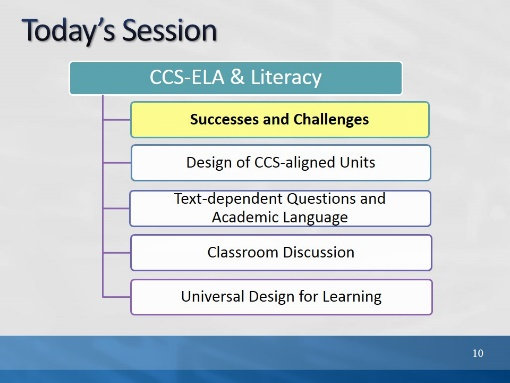 Today's Session
CCS-ELA & Literacy
Successes and Challenges
Design of CCS-aligned Units
Text-dependent Questions and
Academic Language
Classroom Discussion
Universal Design for Learning
10